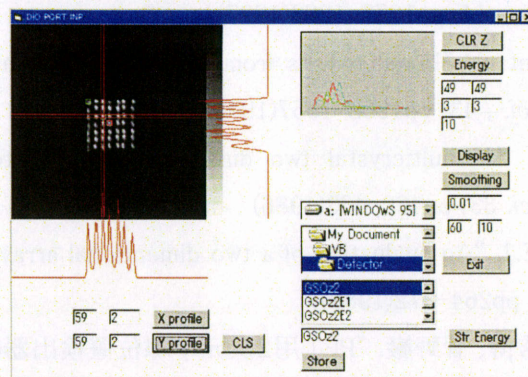 DIO PORT INP
CLR Z
Energy
49 49
3 3
10
Display
Smoothing
0.01
60 10
Exit
a: [WINDOWS 95]
My Document
VB
Detector
GSOz2
GSOz2E1
GSOz2E2
GSOz2
Store
Str Energy
59 2 X profile
59 2 Y profile CLS